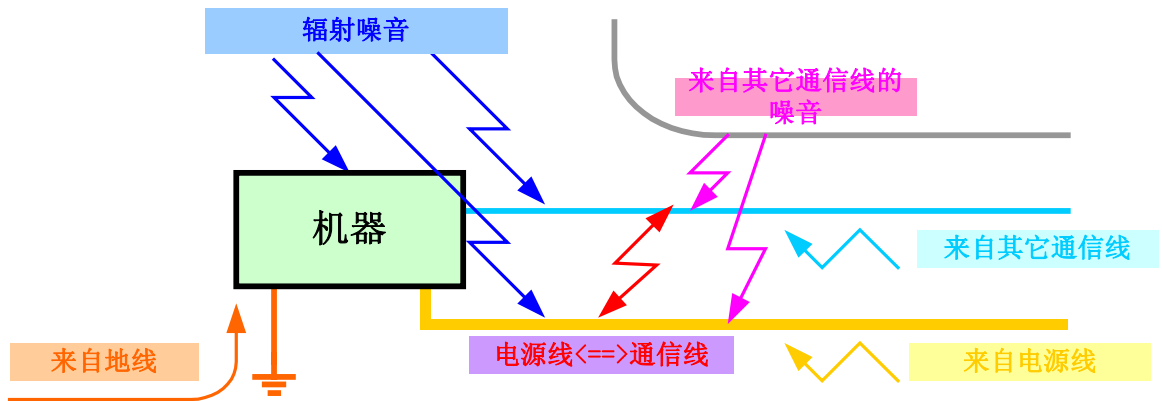 辐射噪音
来自其它通信线的
噪音
机器
来自其它通信线
电源线<==>通信线
来自地线
来自电源线